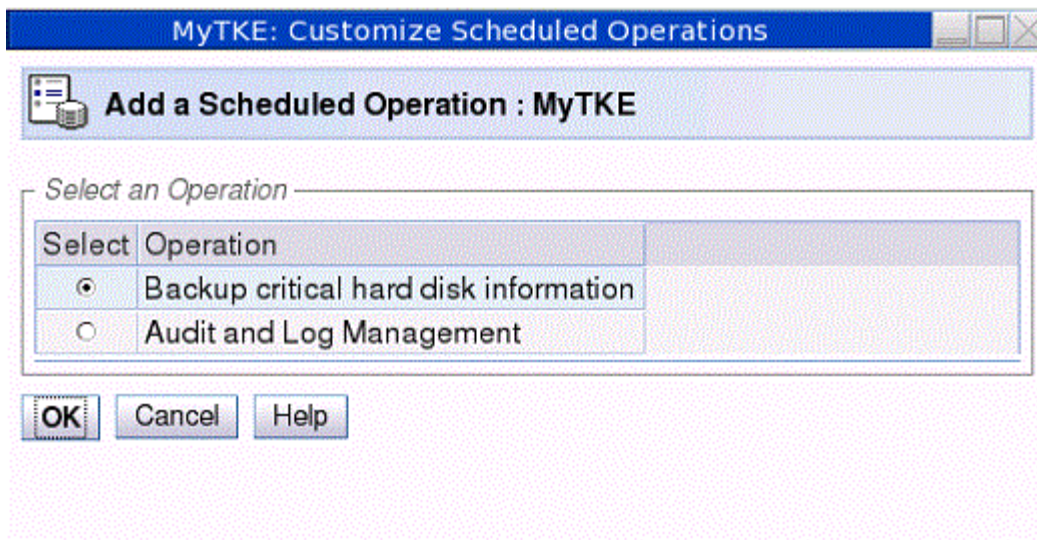 MyTKE: Customize Scheduled Operations
Add a Scheduled Operation : MyTKE
Select an Operation
Select Operation
Backup critical hard disk information
Audit and Log Management
OK Cancel Help